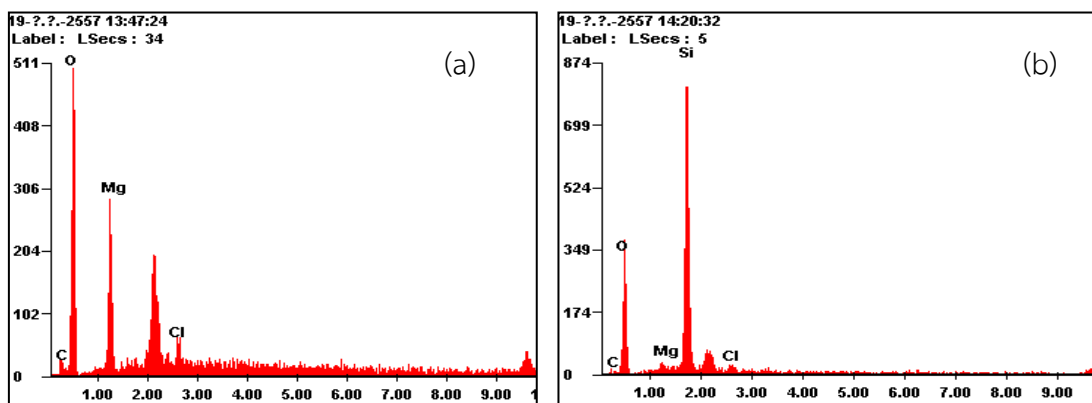 19-?.?.-2557 13:47:24
Label : LSecs : 34
511
O
(a)
408
306
Mg
204
102
Cl
C
0
1.00 2.00 3.00 4.00 5.00 6.00 7.00 8.00 9.00 1
19-?.?.-2557 14:20:32
Label : LSecs : 5
Si
874
(b)
699
524
349
O
174
Mg
Cl
C
0
1.00 2.00 3.00 4.00 5.00 6.00 7.00 8.00 9.00